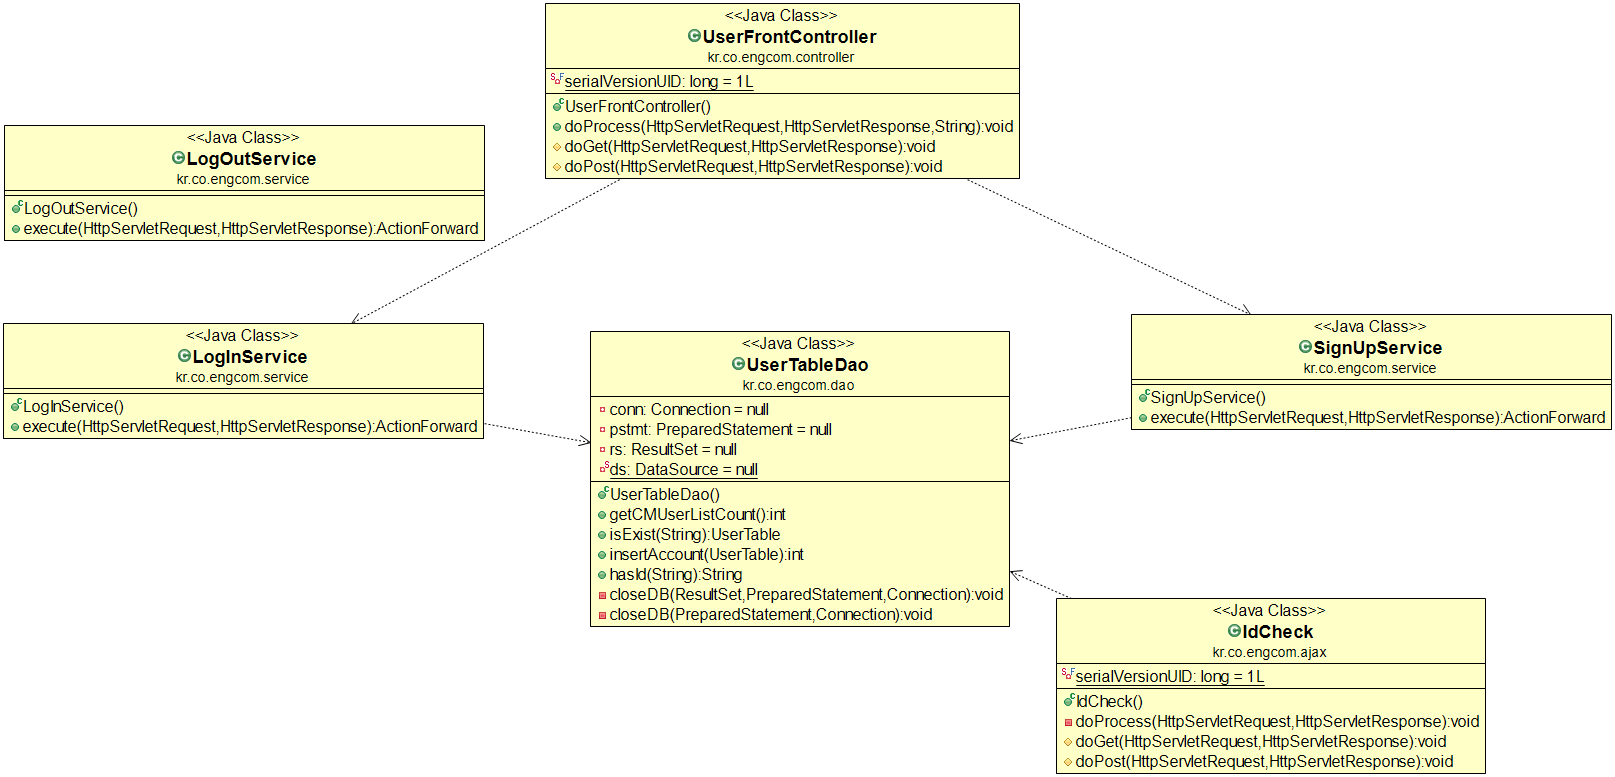 <<Java Class>>
UserFrontController
kr.co.engcom.controller
serialVersionUID: long = 1L
UserFrontController()
doProcess(HttpServletRequest,HttpServletResponse,String):void
doGet(HttpServletRequest,HttpServletResponse):void
doPost(HttpServletRequest,HttpServletResponse):void
<<Java Class>>
LogOutService
kr.co.engcom.service
LogOutService()
execute(HttpServletRequest,HttpServletResponse):ActionForward
<<Java Class>>
LogInService
kr.co.engcom.service
LogInService()
execute(HttpServletRequest,HttpServletResponse):ActionForward
<<Java Class>>
UserTableDao
kr.co.engcom.dao
conn: Connection = null
pstmt: PreparedStatement = null
rs: ResultSet = null
ds: DataSource = null
UserTableDao()
getCMUserListCount():int
isExist(String):UserTable
insertAccount(UserTable):int
hasId(String):String
closeDB(ResultSet,PreparedStatement,Connection):void
closeDB(PreparedStatement,Connection):void
<<Java Class>>
SignUpService
kr.co.engcom.service
SignUpService()
execute(HttpServletRequest,HttpServletResponse):ActionForward
<<Java Class>>
IdCheck
kr.co.engcom.ajax
serialVersionUID: long = 1L
IdCheck()
doProcess(HttpServletRequest,HttpServletResponse):void
doGet(HttpServletRequest,HttpServletResponse):void
doPost(HttpServletRequest,HttpServletResponse):void